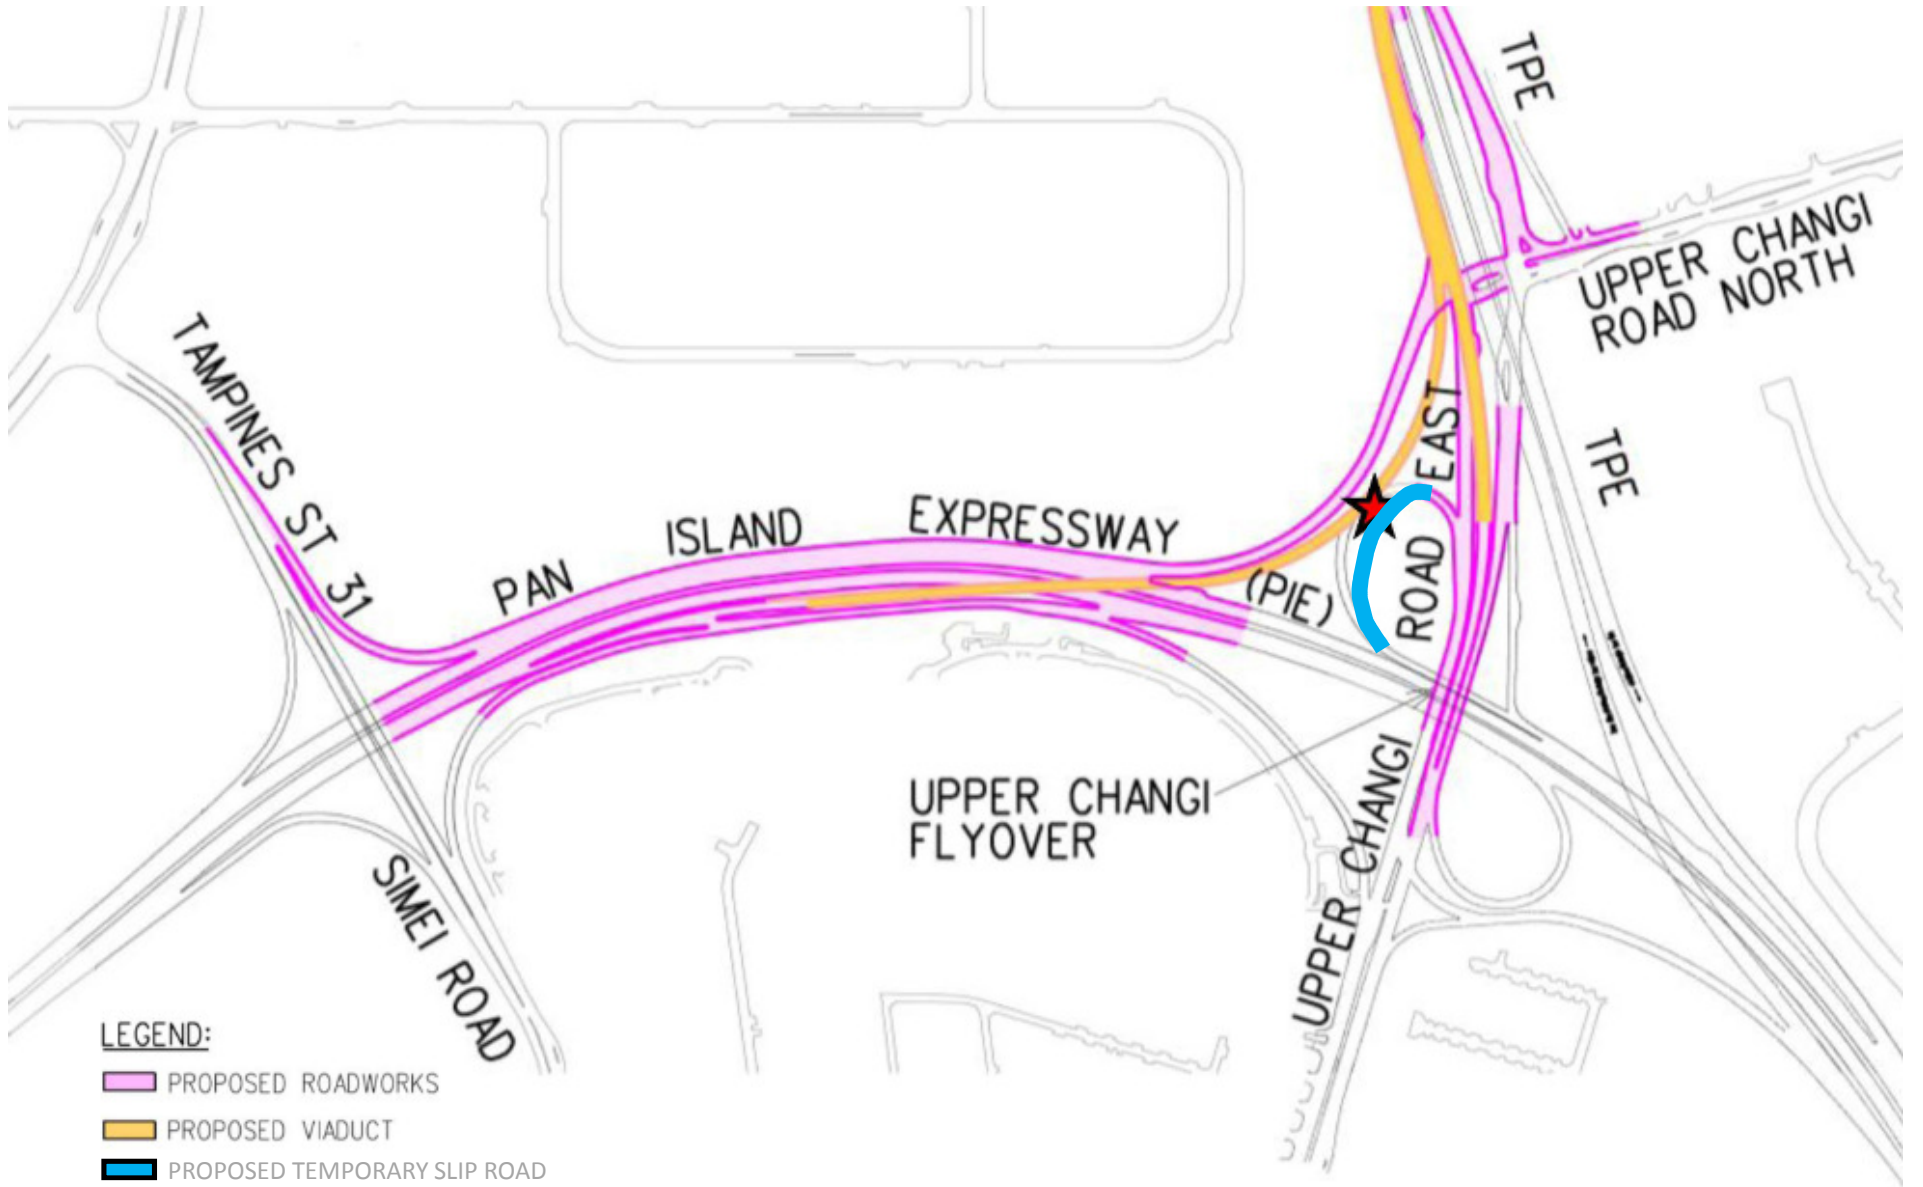 TPE
UPPER CHANGI
ROAD NORTH
TAMPINES ST 31
PAN ISLAND EXPRESSWAY (PIE)
TPE
UPPER CHANGI ROAD EAST
UPPER CHANGI
FLYOVER
SIMEI ROAD
LEGEND:
PROPOSED ROADWORKS
PROPOSED VIADUCT
PROPOSED TEMPORARY SLIP ROAD